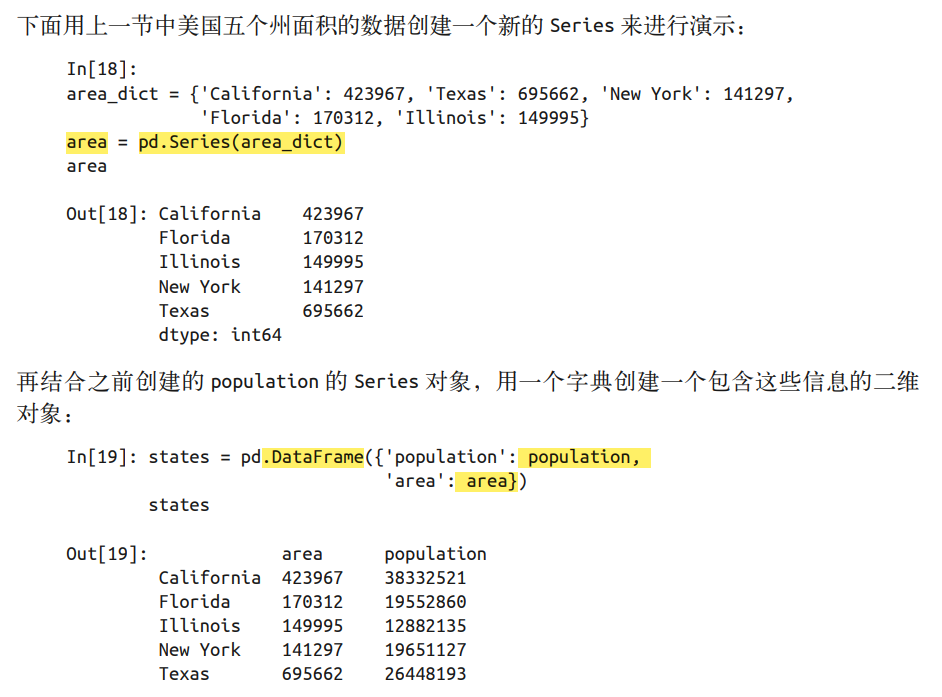 下面用上一节中美国五个州面积的数据创建一个新的 Series 来进行演示：
In[18]:
area_dict = {'California': 423967, 'Texas': 695662, 'New York': 141297,
'Florida': 170312, 'Illinois': 149995}
area = pd.Series(area_dict)
area
Out[18]: California 423967
Florida 170312
Illinois 149995
New York 141297
Texas 695662
dtype: int64
再结合之前创建的 population 的 Series 对象，用一个字典创建一个包含这些信息的二维
对象：
In[19]: states = pd.DataFrame({'population': population,
'area': area})
states
Out[19]: area population
California 423967 38332521
Florida 170312 19552860
Illinois 149995 12882135
New York 141297 19651127
Texas 695662 26448193